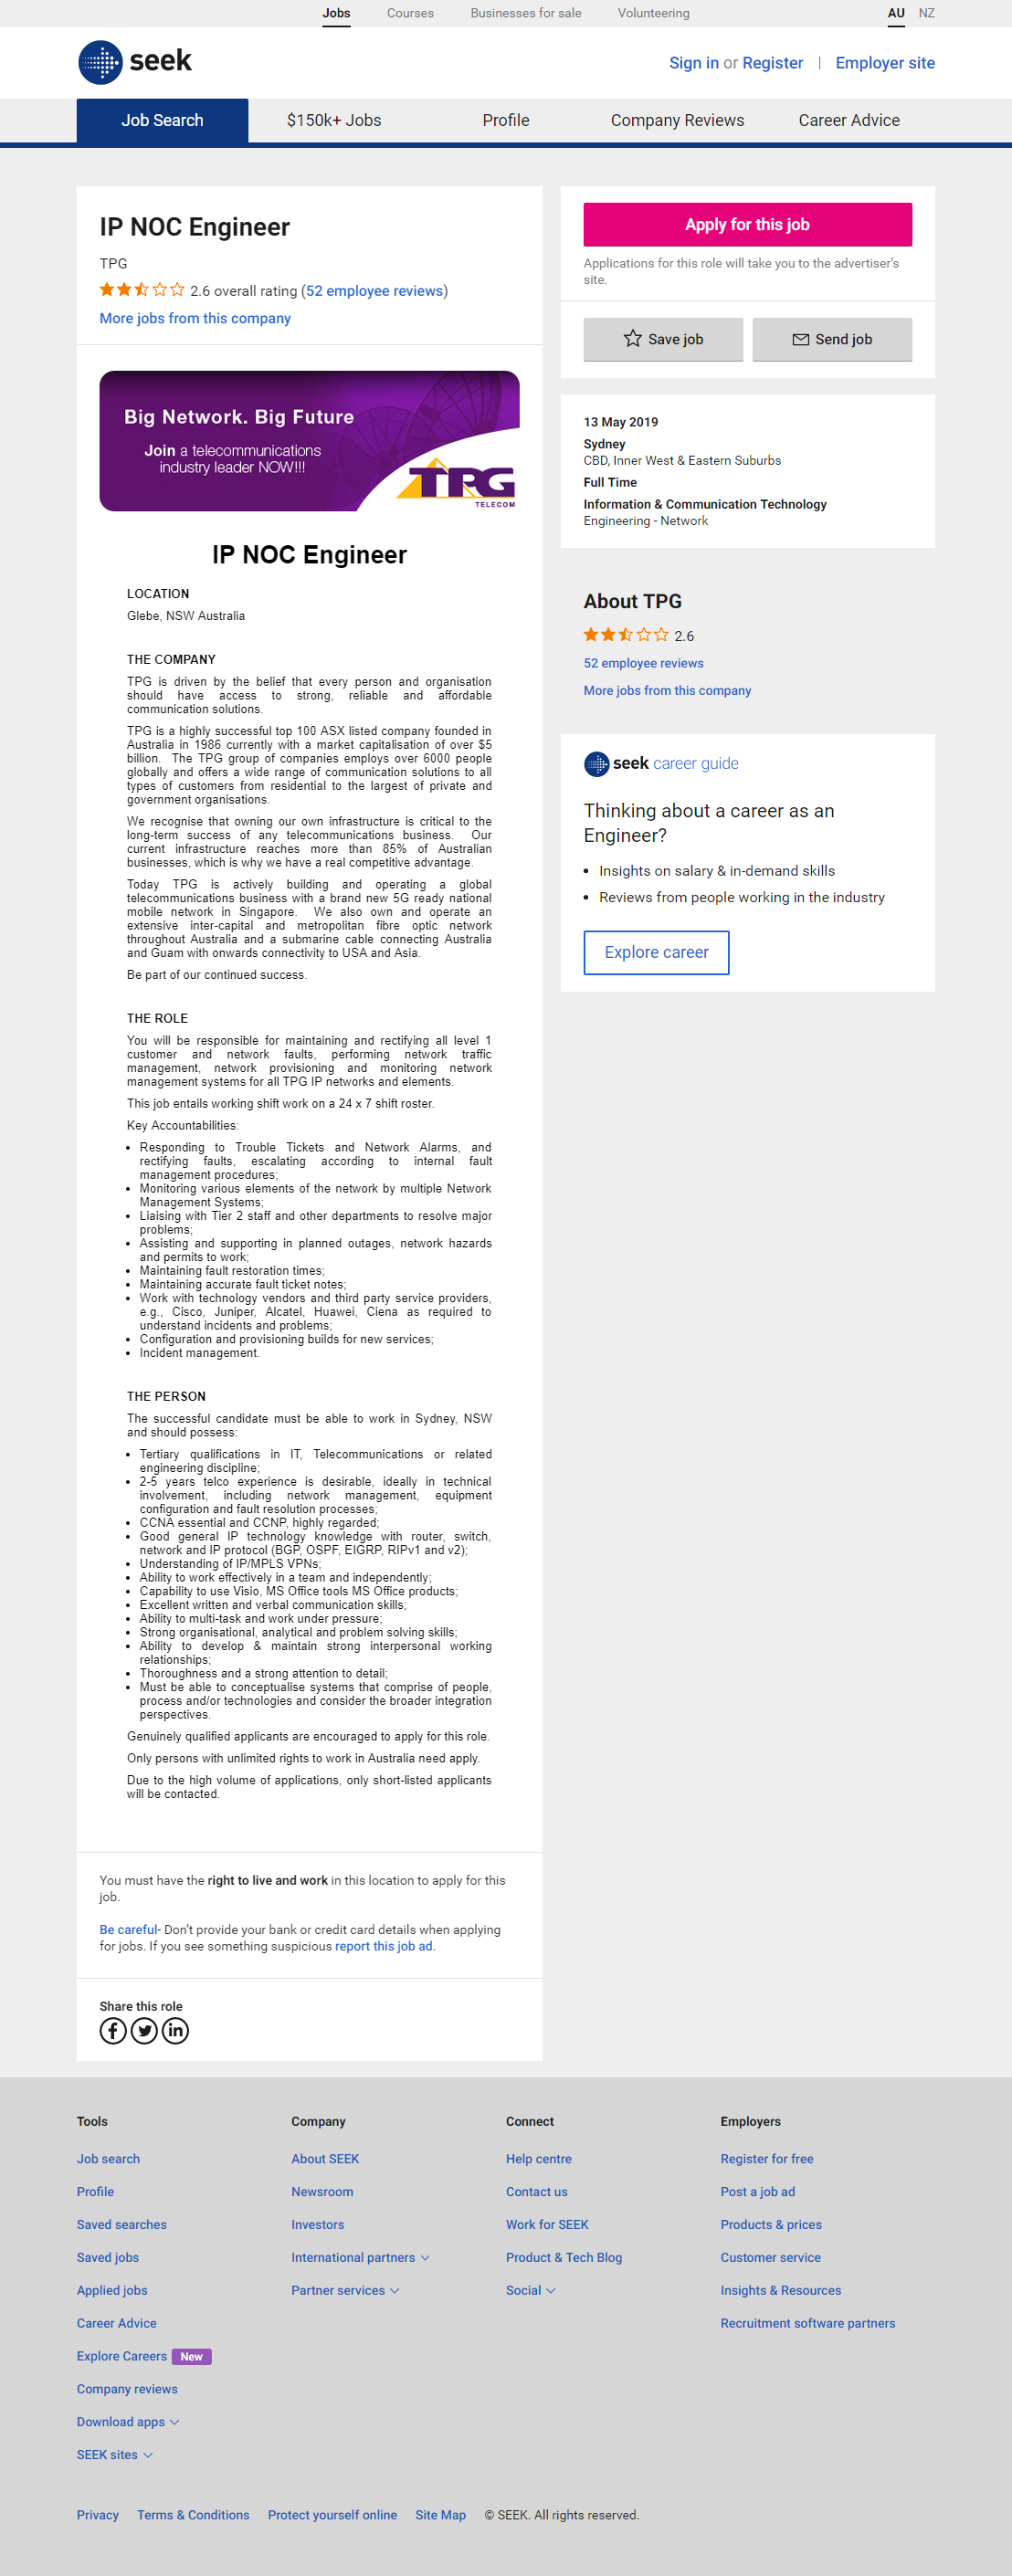 Jobs Courses Businesses for sale Volunteering AU NZ
seek
Sign in or Register | Employer site
Job Search $150k+ Jobs Profile Company Reviews Career Advice
IP NOC Engineer
TPG
2.6 overall rating (52 employee reviews)
More jobs from this company
Big Network. Big Future
Join a telecommunications
industry leader NOW!!!
TPG
TELECOM
IP NOC Engineer
LOCATION
Glebe, NSW Australia
THE COMPANY
TPG is driven by the belief that every person and organisation
should have access to strong, reliable and affordable
communication solutions.
TPG is a highly successful top 100 ASX listed company founded in
Australia in 1986 currently with a market capitalisation of over $5
billion. The TPG group of companies employs over 6000 people
globally and offers a wide range of communication solutions to all
types of customers from residential to the largest of private and
government organisations.
We recognise that owning our own infrastructure is critical to the
long-term success of any telecommunications business. Our
current infrastructure reaches more than 85% of Australian
businesses, which is why we have a real competitive advantage.
Today TPG is actively building and operating a global
telecommunications business with a brand new 5G ready national
mobile network in Singapore. We also own and operate an
extensive inter-capital and metropolitan fibre optic network
throughout Australia and a submarine cable connecting Australia
and Guam with onwards connectivity to USA and Asia.
Be part of our continued success.
THE ROLE
You will be responsible for maintaining and rectifying all level 1
customer and network faults, performing network traffic
management, network provisioning and monitoring network
management systems for all TPG IP networks and elements.
This job entails working shift work on a 24 x 7 shift roster.
Key Accountabilities:
• Responding to Trouble Tickets and Network Alarms, and
rectifying faults, escalating according to internal fault
management procedures;
• Monitoring various elements of the network by multiple Network
Management Systems;
• Liaising with Tier 2 staff and other departments to resolve major
problems;
• Assisting and supporting in planned outages, network hazards
and permits to work;
• Maintaining fault restoration times;
• Maintaining accurate fault ticket notes;
• Work with technology vendors and third party service providers,
e.g., Cisco, Juniper, Alcatel, Huawei, Ciena as required to
understand incidents and problems;
• Configuration and provisioning builds for new services;
• Incident management.
THE PERSON
The successful candidate must be able to work in Sydney, NSW
and should possess:
• Tertiary qualifications in IT, Telecommunications or related
engineering discipline;
• 2-5 years telco experience is desirable, ideally in technical
involvement, including network management, equipment
configuration and fault resolution processes;
• CCNA essential and CCNP, highly regarded;
• Good general IP technology knowledge with router, switch,
network and IP protocol (BGP, OSPF, EIGRP, RIPv1 and v2);
• Understanding of IP/MPLS VPNs;
• Ability to work effectively in a team and independently;
• Capability to use Visio, MS Office tools MS Office products;
• Excellent written and verbal communication skills;
• Ability to multi-task and work under pressure;
• Strong organisational, analytical and problem solving skills;
• Ability to develop & maintain strong interpersonal working
relationships;
• Thoroughness and a strong attention to detail;
• Must be able to conceptualise systems that comprise of people,
process and/or technologies and consider the broader integration
perspectives.
Genuinely qualified applicants are encouraged to apply for this role.
Only persons with unlimited rights to work in Australia need apply.
Due to the high volume of applications, only short-listed applicants
will be contacted.
You must have the right to live and work in this location to apply for this
job.
Be careful- Don't provide your bank or credit card details when applying
for jobs. If you see something suspicious report this job ad.
Share this role
Apply for this job
Applications for this role will take you to the advertiser's
site.
Save job Send job
13 May 2019
Sydney
CBD, Inner West & Eastern Suburbs
Full Time
Information & Communication Technology
Engineering - Network
About TPG
2.6
52 employee reviews
More jobs from this company
seek career guide
Thinking about a career as an
Engineer?
• Insights on salary & in-demand skills
• Reviews from people working in the industry
Explore career
Tools
Job search
Profile
Saved searches
Saved jobs
Applied jobs
Career Advice
Explore Careers New
Company reviews
Download apps
SEEK sites
Company
About SEEK
Newsroom
Investors
International partners
Partner services
Connect
Help centre
Contact us
Work for SEEK
Product & Tech Blog
Social
Employers
Register for free
Post a job ad
Products & prices
Customer service
Insights & Resources
Recruitment software partners
Privacy Terms & Conditions Protect yourself online Site Map © SEEK. All rights reserved.